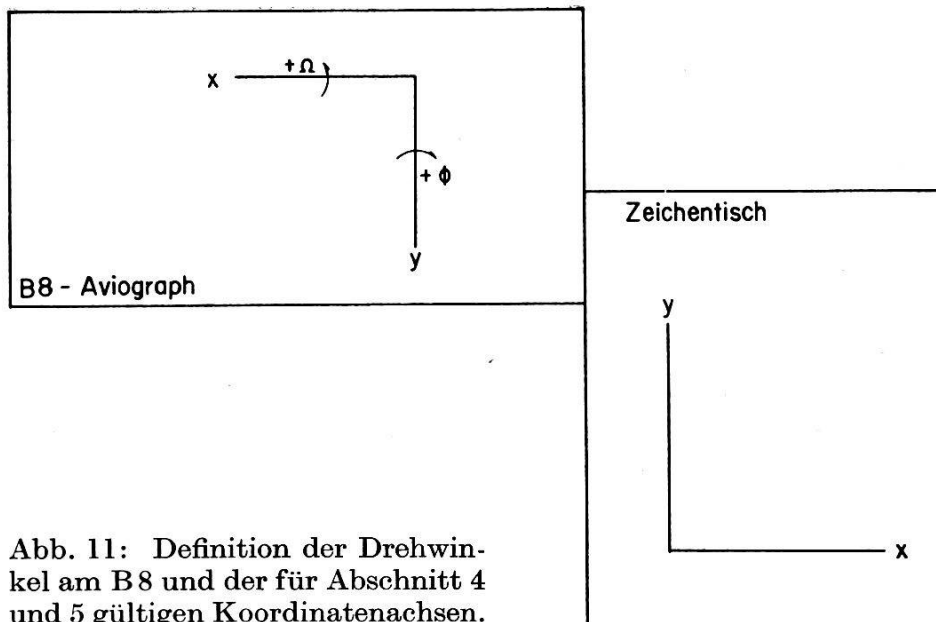 x +Ω
+ ϕ
y
B8 - Aviograph
Zeichentisch
y
x
Abb. 11: Definition der Drehwin-
kel am B 8 und der für Abschnitt 4
und 5 gültigen Koordinatenachsen.